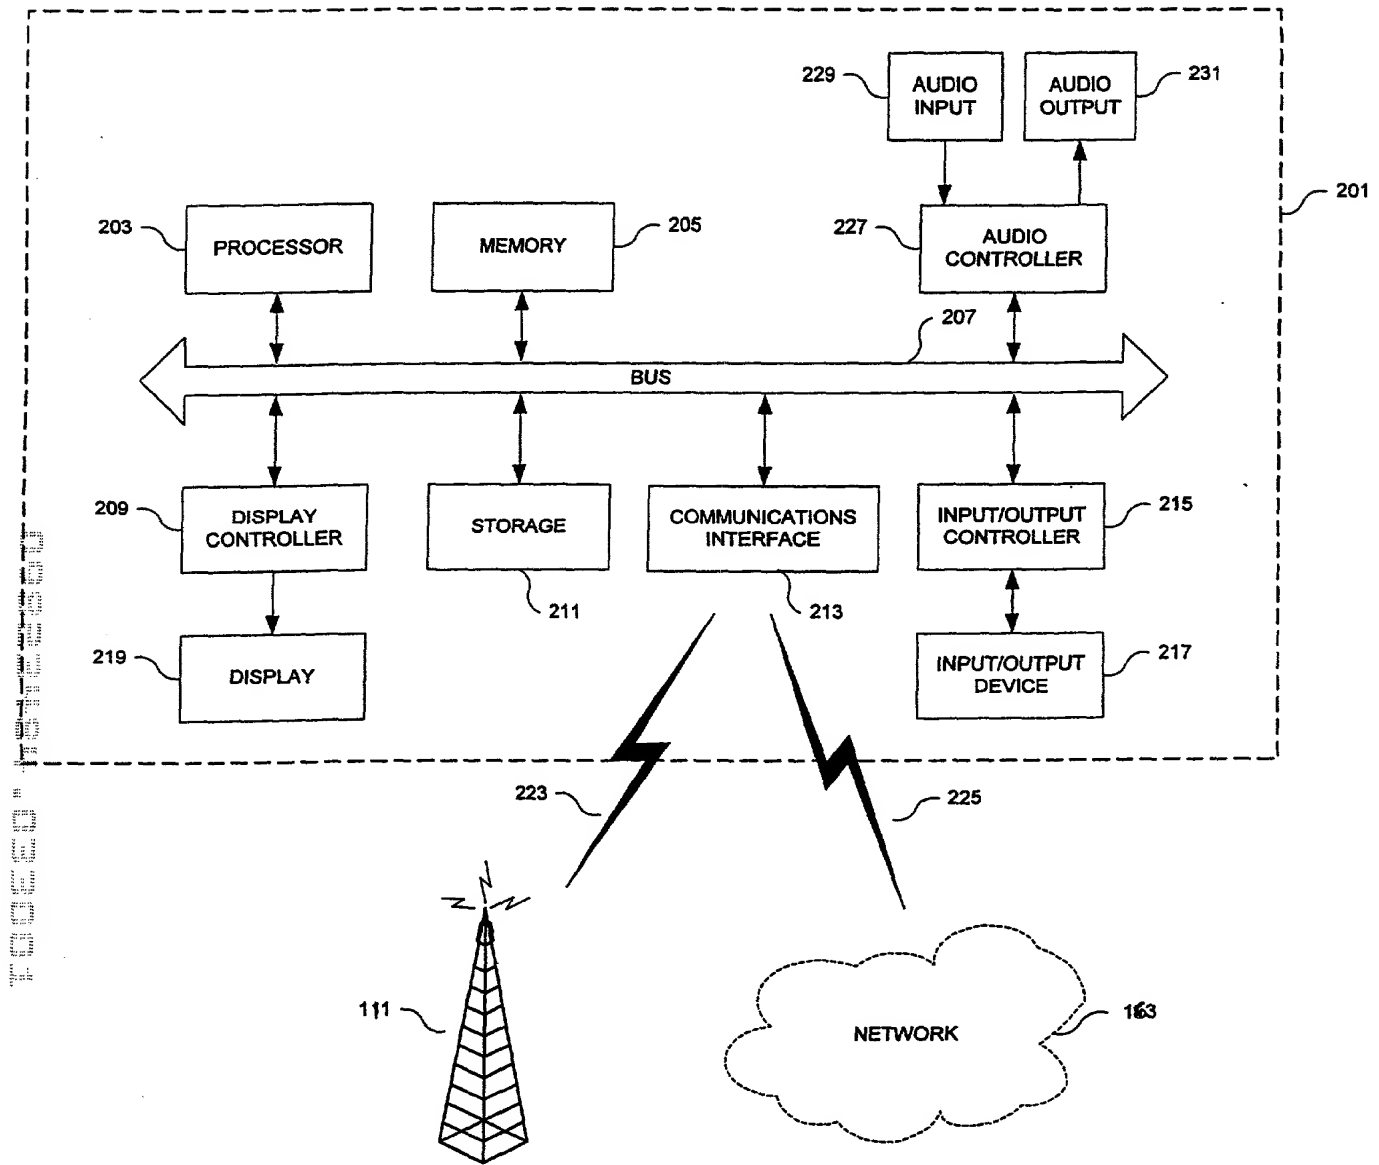 229
AUDIO
INPUT
AUDIO
OUTPUT
231
201
203
PROCESSOR
MEMORY
205
227
AUDIO
CONTROLLER
207
BUS
209
DISPLAY
CONTROLLER
STORAGE
211
COMMUNICATIONS
INTERFACE
213
INPUT/OUTPUT
CONTROLLER
215
219
DISPLAY
INPUT/OUTPUT
DEVICE
217
223
225
111
NETWORK